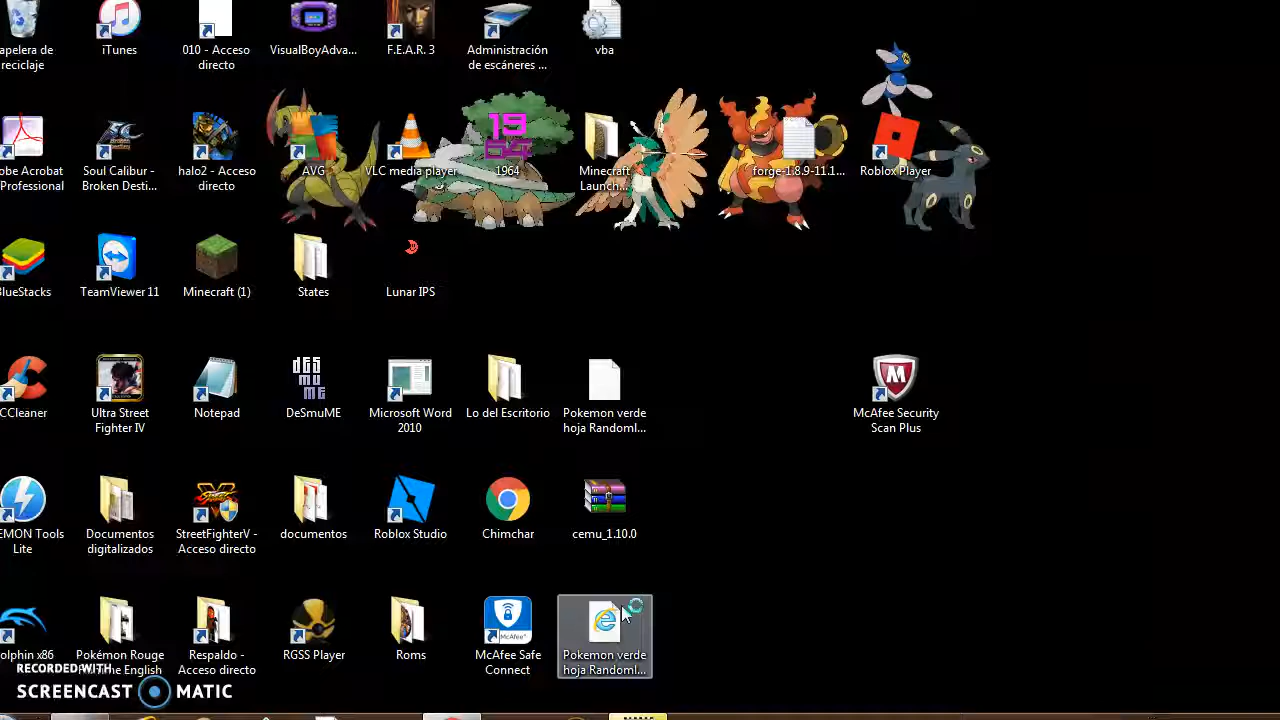 apelera de
reciclaje
iTunes
010 - Acceso
directo
VisualBoyAdva...
F.E.A.R. 3
Administración
de escáneres ...
vba
obe Acrobat
Professional
Soul Calibur -
Broken Desti...
halo2 - Acceso
directo
AVG
VLC media player
19
64
1964
Minecraft
Launch...
forge-1.8.9-11.1...
Roblox Player
BlueStacks
TeamViewer 11
Minecraft (1)
States
Lunar IPS
CCleaner
Ultra Street
Fighter IV
Notepad
DeSmuME
Microsoft Word
2010
Lo del Escritorio
Pokemon verde
hoja Randoml...
McAfee Security
Scan Plus
EMON Tools
Lite
Documentos
digitalizados
StreetFighterV -
Acceso directo
documentos
Roblox Studio
Chimchar
cemu_1.10.0
olphin x86
Pokémon Rouge
English
Respaldo -
Acceso directo
RGSS Player
Roms
McAfee Safe
Connect
Pokemon verde
hoja Randoml...
RECORDED WITH
SCREENCAST MATIC